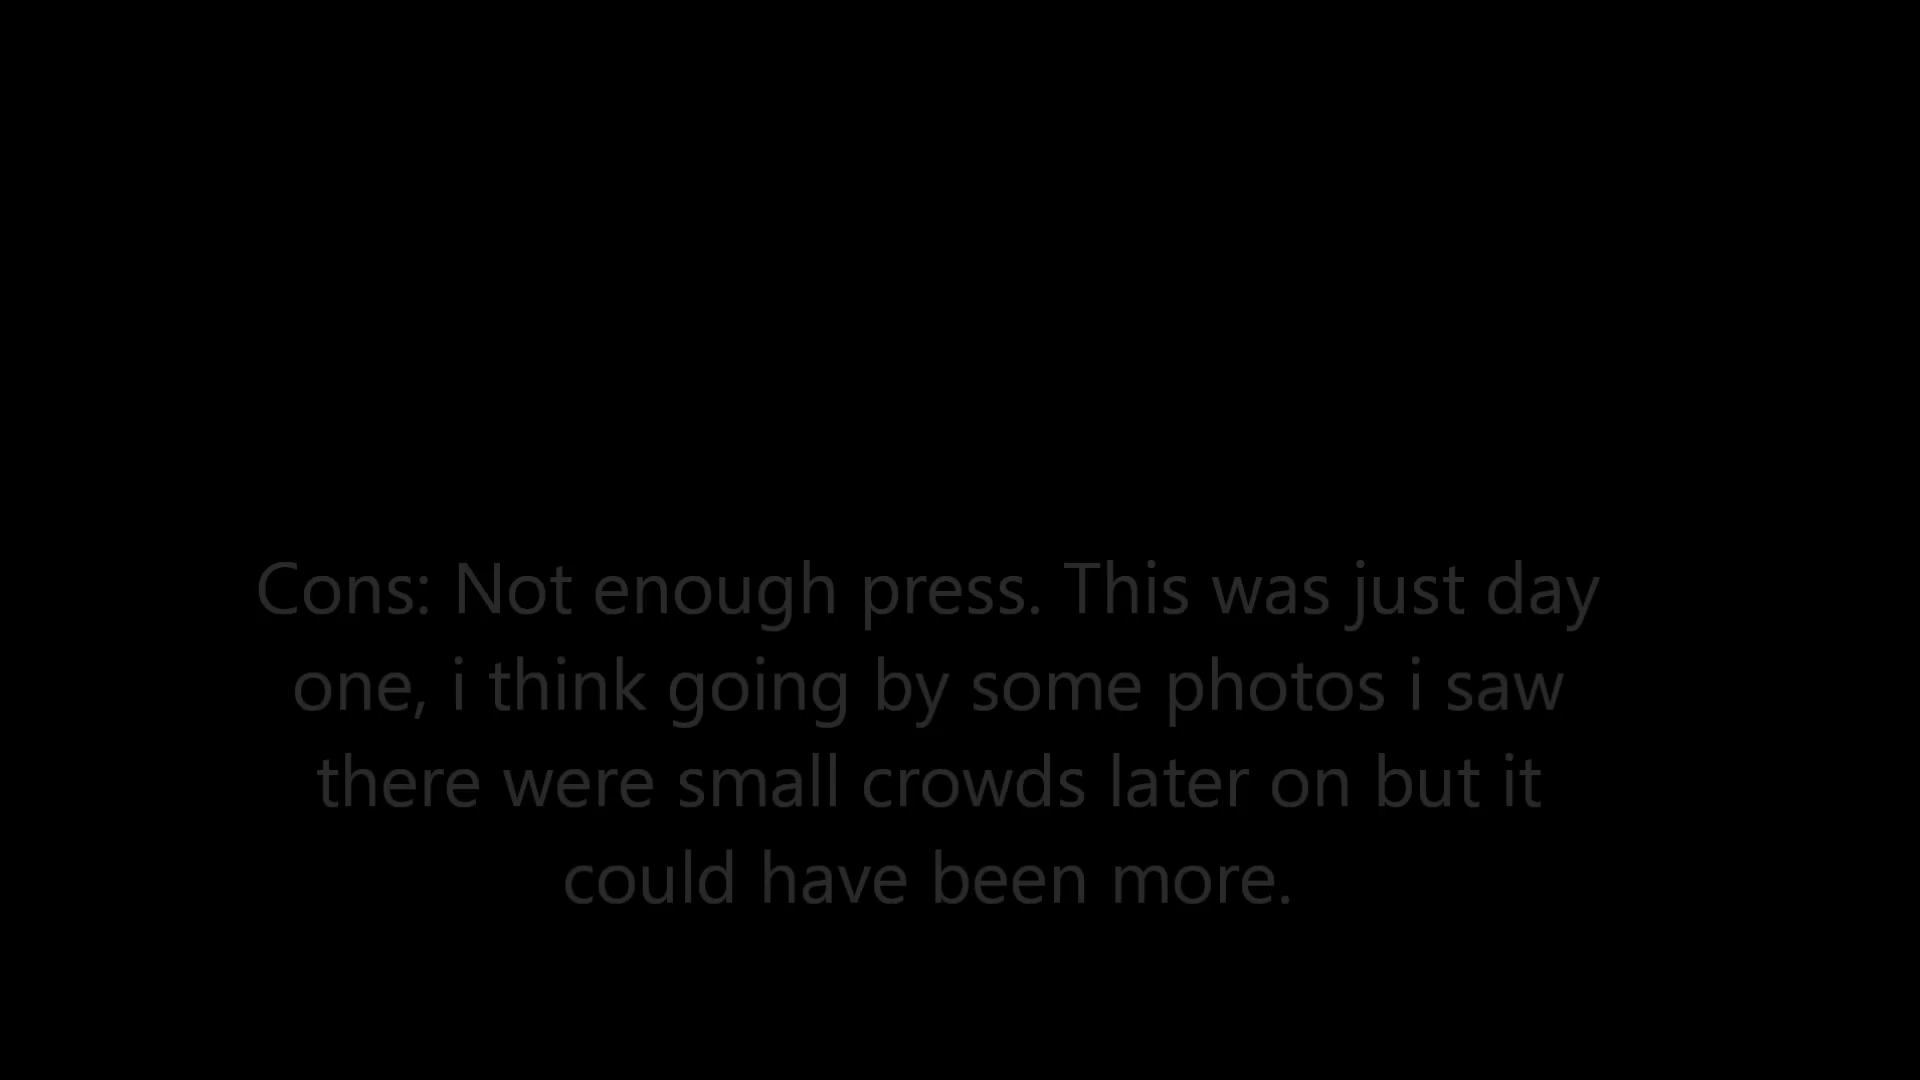 Cons: Not enough press. This was just day
one, i think going by some photos i saw
there were small crowds later on but it
could have been more.